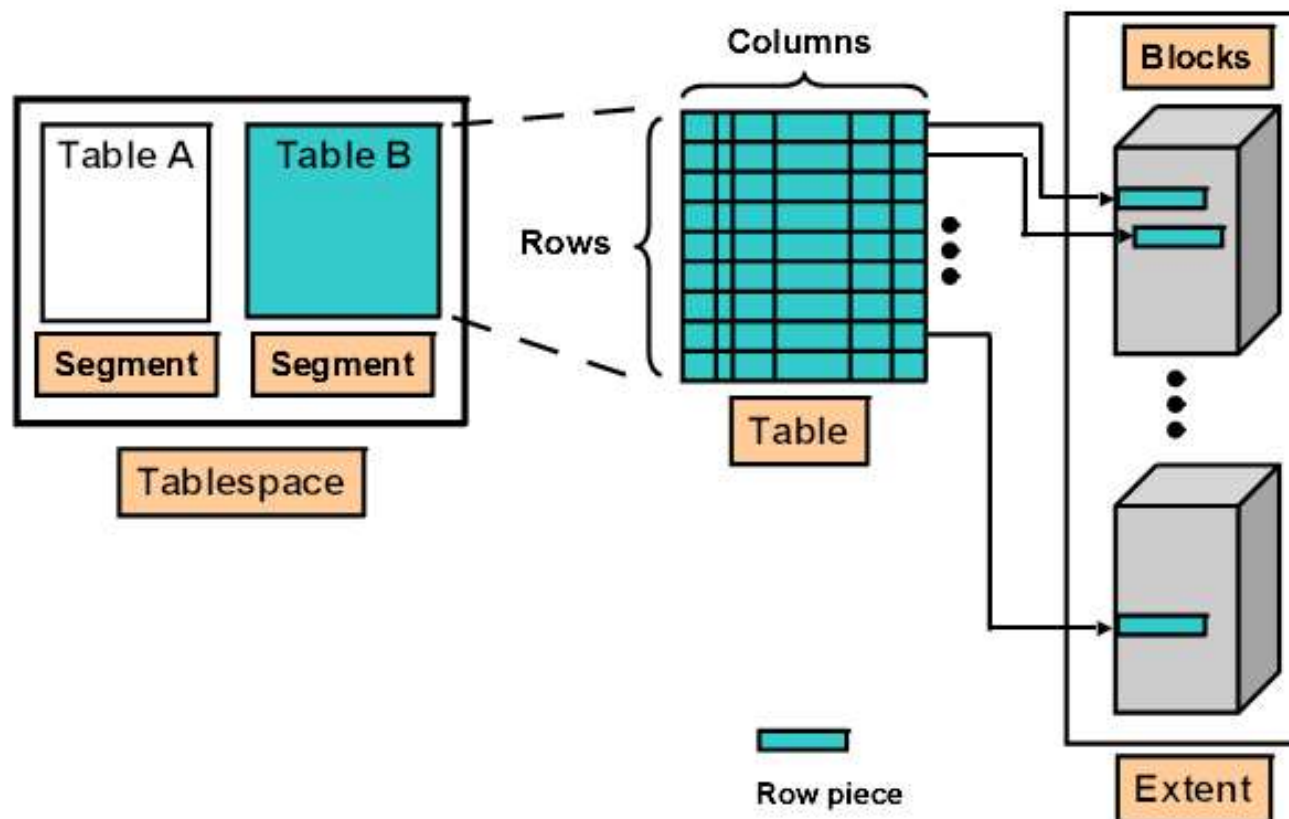 Columns
Blocks
Table A
Table B
Rows
Segment
Segment
Table
Tablespace
Row piece
Extent